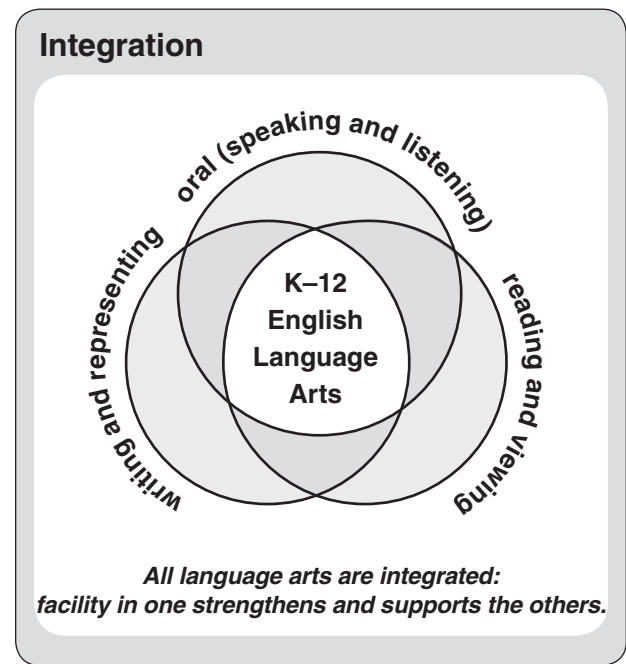 Integration
oral (speaking and listening)
writing and representing
reading and viewing
K–12
English
Language
Arts
All language arts are integrated:
facility in one strengthens and supports the others.